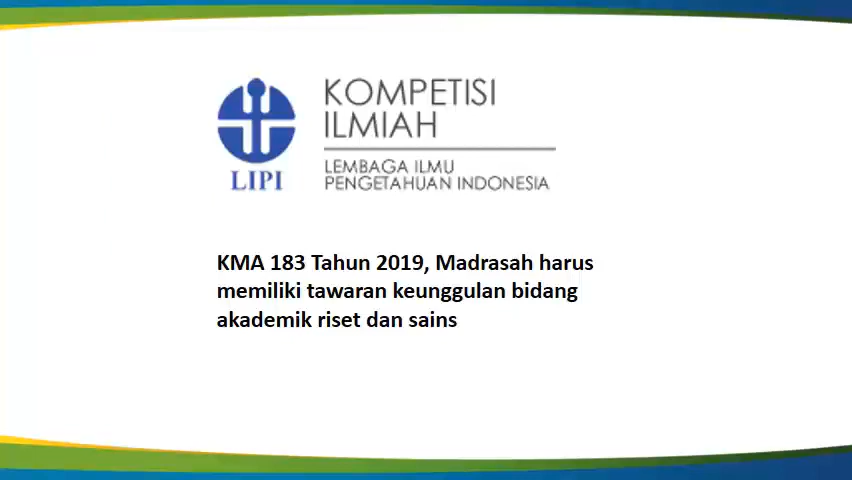 KOMPETISI
ILMIAH
LIPI
LEMBAGA ILMU
PENGETAHUAN INDONESIA
KMA 183 Tahun 2019, Madrasah harus
memiliki tawaran keunggulan bidang
akademik riset dan sains